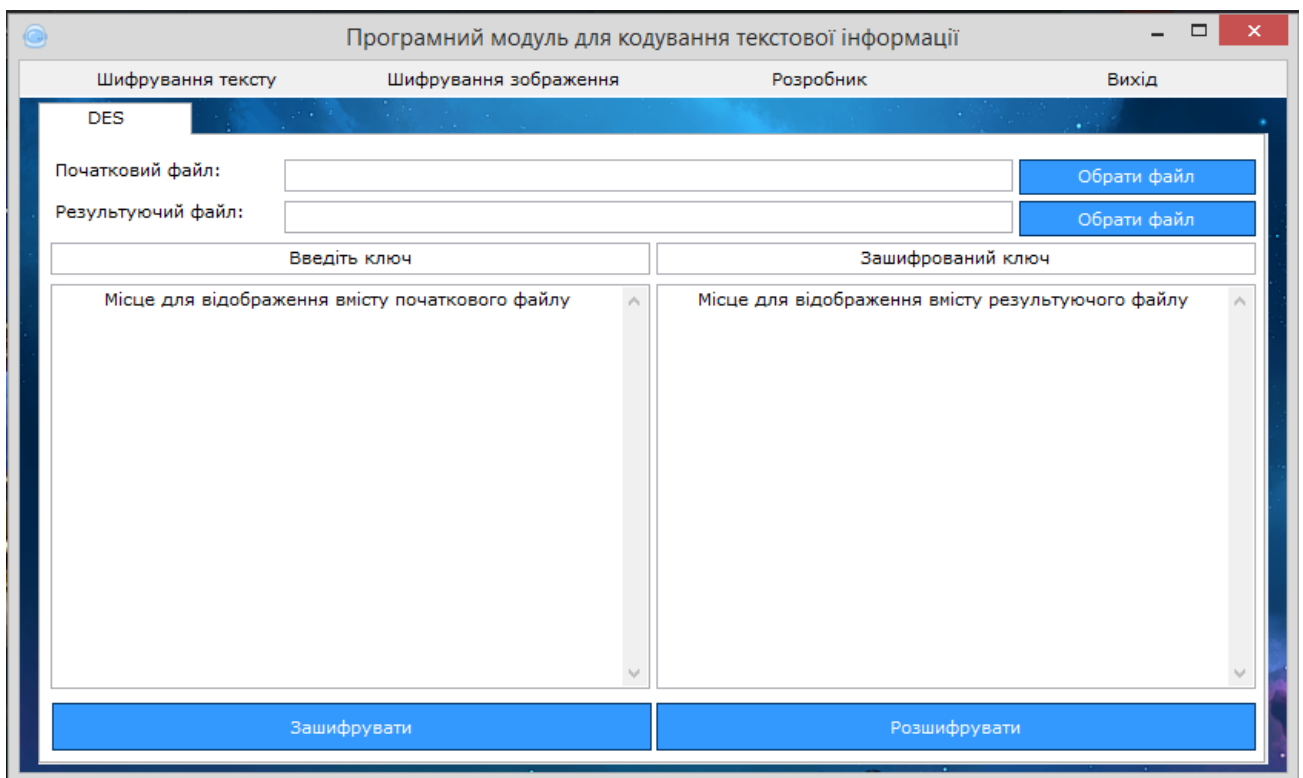 Програмний модуль для кодування текстової інформації
Шифрування тексту Шифрування зображення Розробник Вихід
DES
Початковий файл: Обрати файл
Результуючий файл: Обрати файл
Введіть ключ Зашифрований ключ
Місце для відображення вмісту початкового файлу Місце для відображення вмісту результуючого файлу
Зашифрувати Розшифрувати